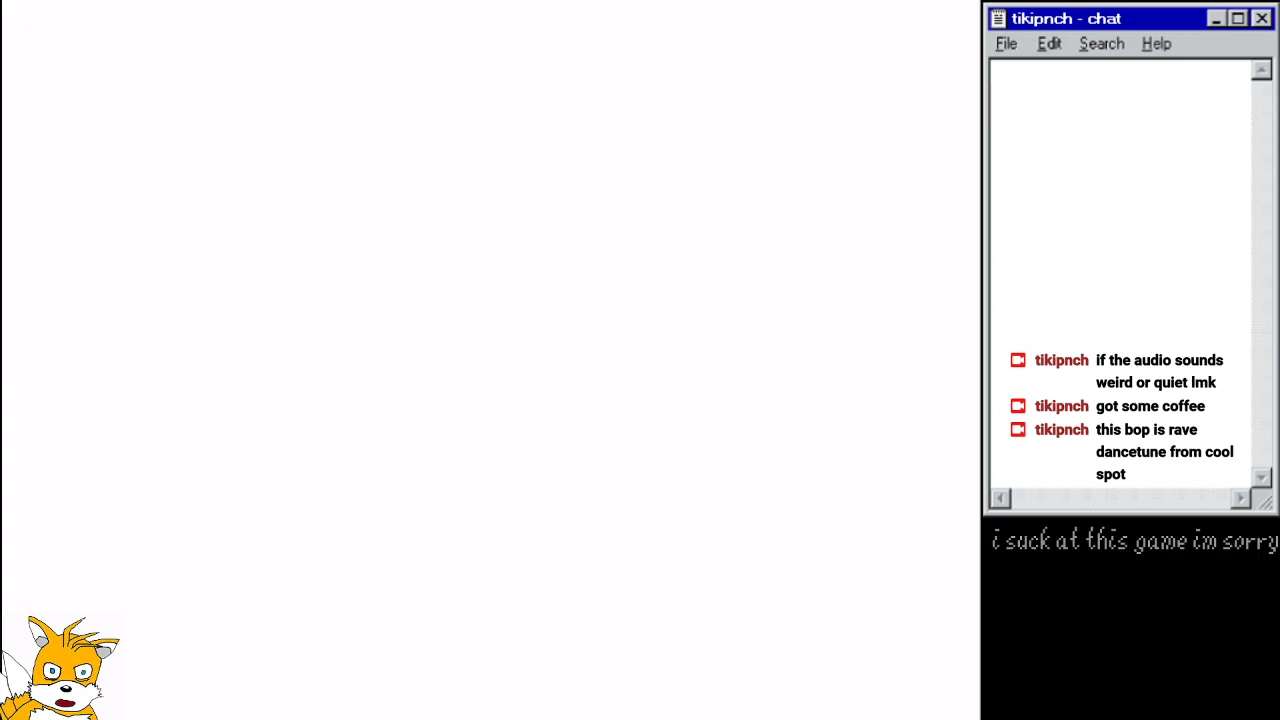 tikipnch - chat
File Edit Search Help
tikipnch if the audio sounds
weird or quiet lmk
tikipnch got some coffee
tikipnch this bop is rave
dancetune from cool
spot
i suck at this game im sorry